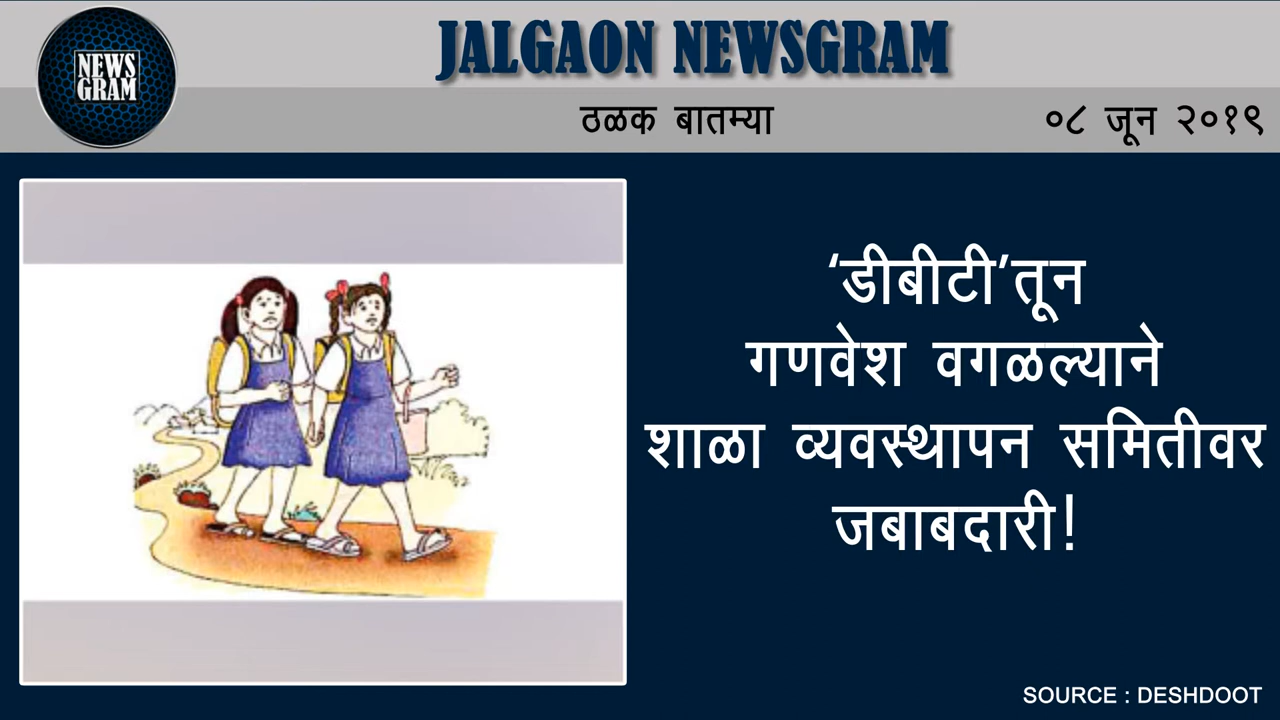 NEWS
GRAM
JALGAON NEWSGRAM
ठळक बातम्या
०८ जून २०१९
‘डीबीटी’तून
गणवेश वगळल्याने
शाळा व्यवस्थापन समितीवर
जबाबदारी!
SOURCE : DESHDOOT